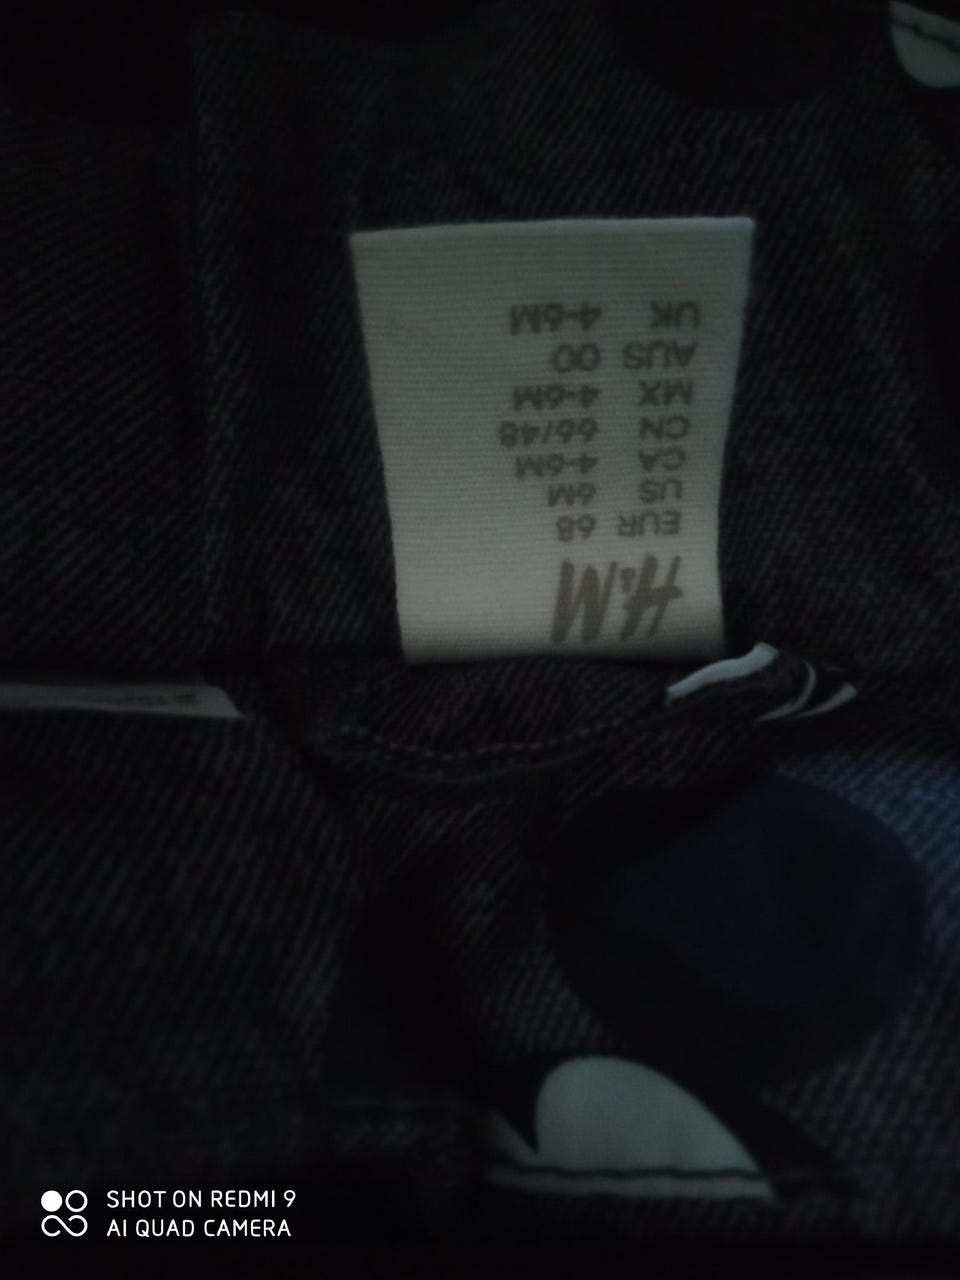 H&M
EUR 68
US 6M
CA 4-6M
CN 66/48
MX 4-6M
AUS 00
UK 4-6M
SHOT ON REDMI 9
AI QUAD CAMERA